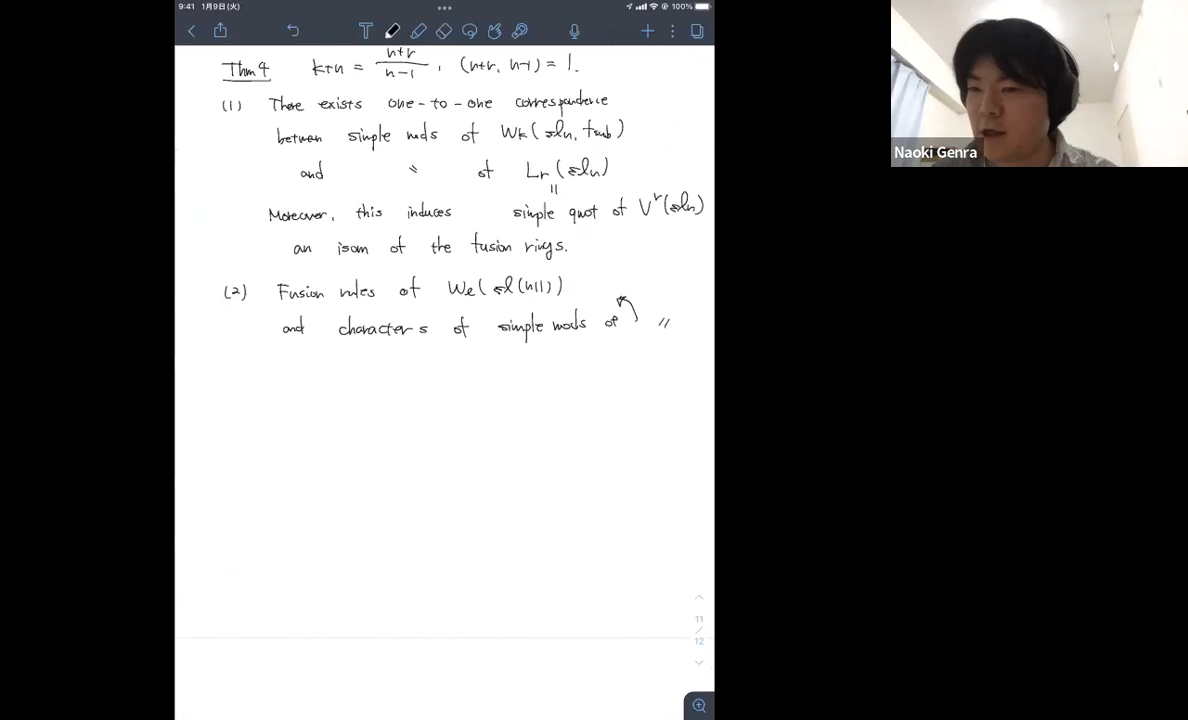 9:41 1月9日(火)
100%
Thm 4 k+n = n+r / n-1 , (n+r, n-1) = 1.
(1) There exists one-to-one correspondence
between simple mods of Wk(sln, fsub)
and 〃 of Lr(sln)
||
Moreover, this induces simple quot of V^r(sln)
an isom of the fusion rings.
(2) Fusion rules of Wℓ(sl(n|1))
and characters of simple mods of 〃
11
/
12
Naoki Genra